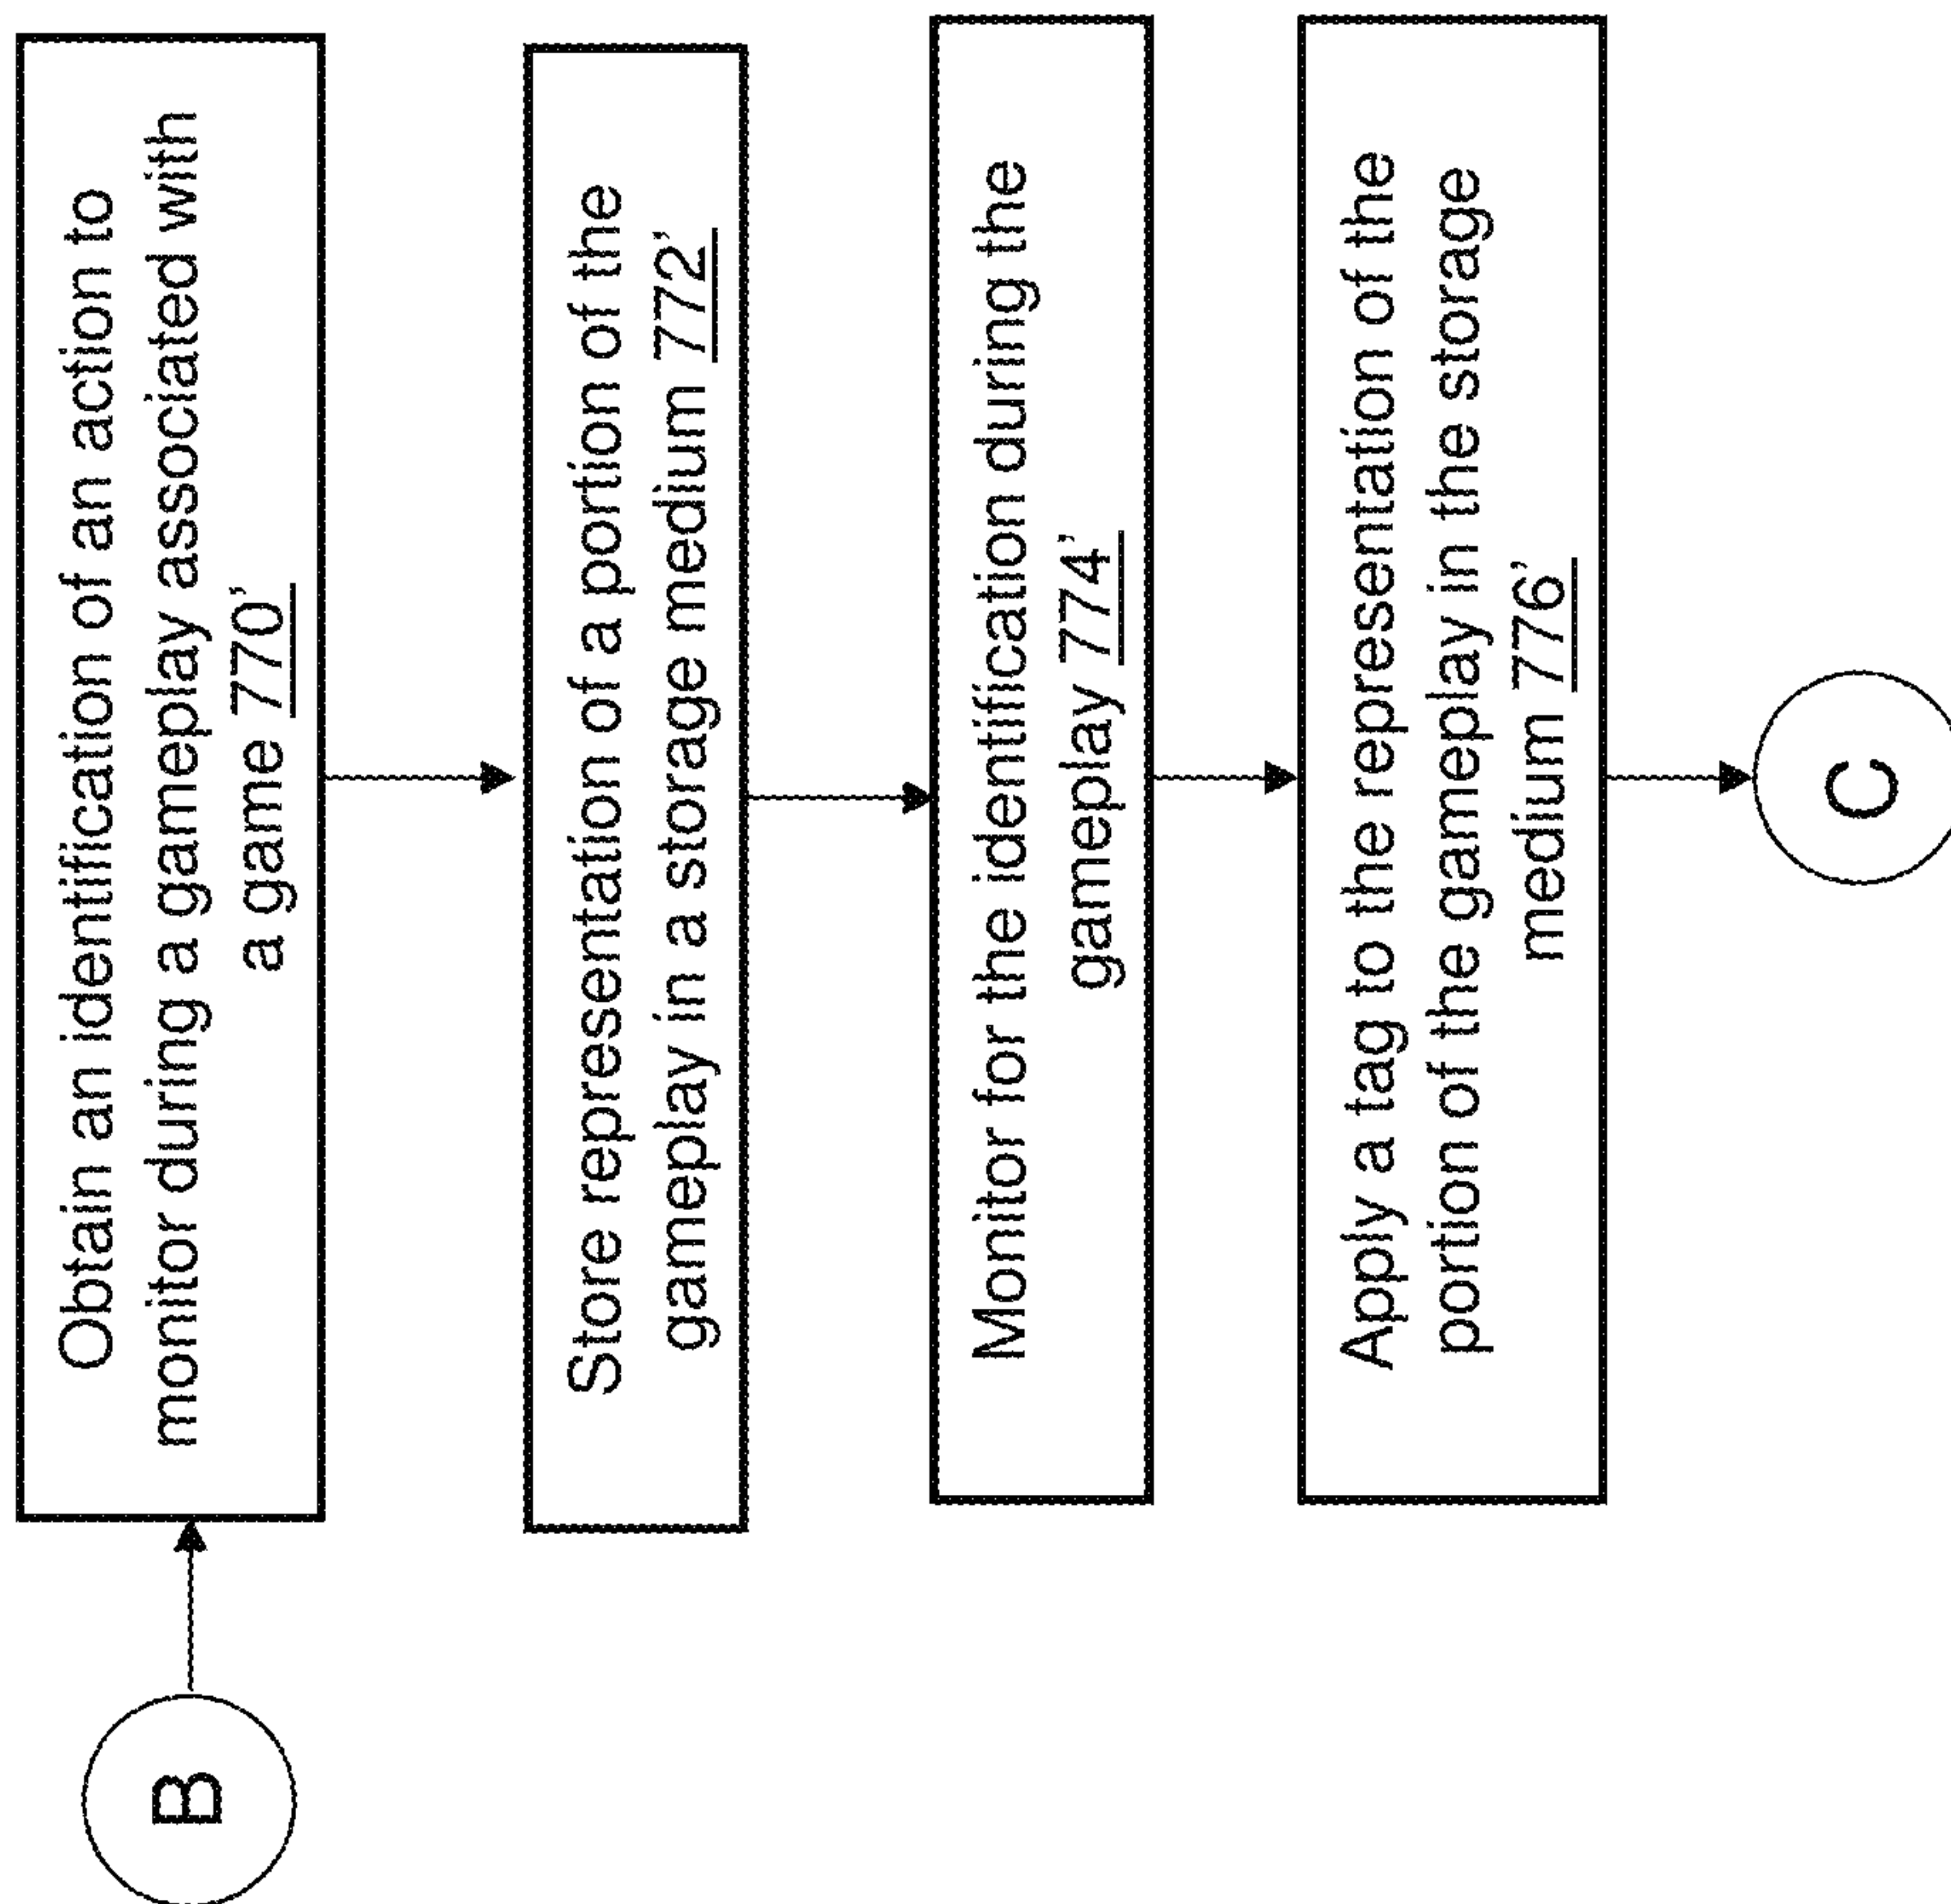 B
Obtain an identification of an action to
monitor during a gameplay associated with
a game 770'
Store representation of a portion of the
gameplay in a storage medium 772'
Monitor for the identification during the
gameplay 774'
Apply a tag to the representation of the
portion of the gameplay in the storage
medium 776'
C